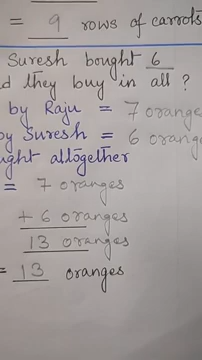 = 9 rows of carrots
Suresh bought 6
d they buy in all ?
by Raju = 7 oranges
by Suresh = 6 orang
ght altogether
= 7 oranges
+ 6 oranges
13 oranges
= 13 oranges